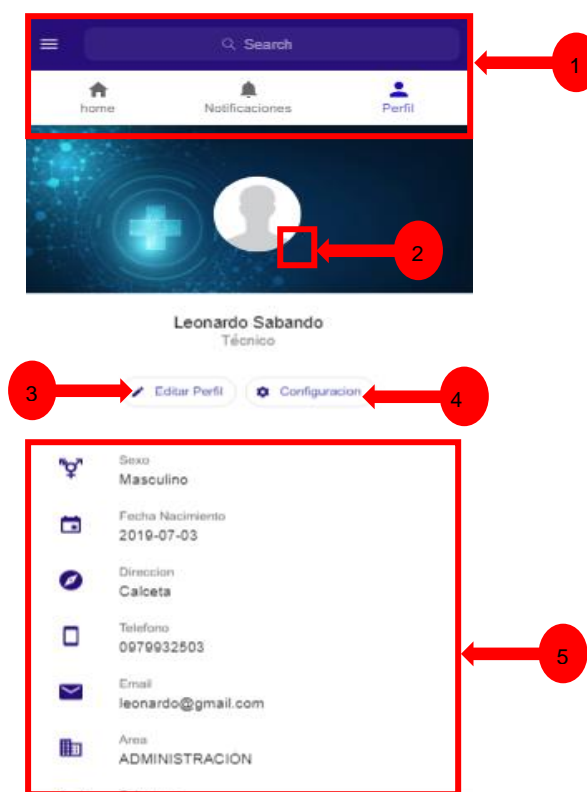 Search
1
home Notificaciones Perfil
2
Leonardo Sabando
Técnico
3 Editar Perfil Configuracion 4
Sexo
Masculino
Fecha Nacimiento
2019-07-03
Direccion
Calceta
Telefono
0979932503
5
Email
leonardo@gmail.com
Area
ADMINISTRACIÓN